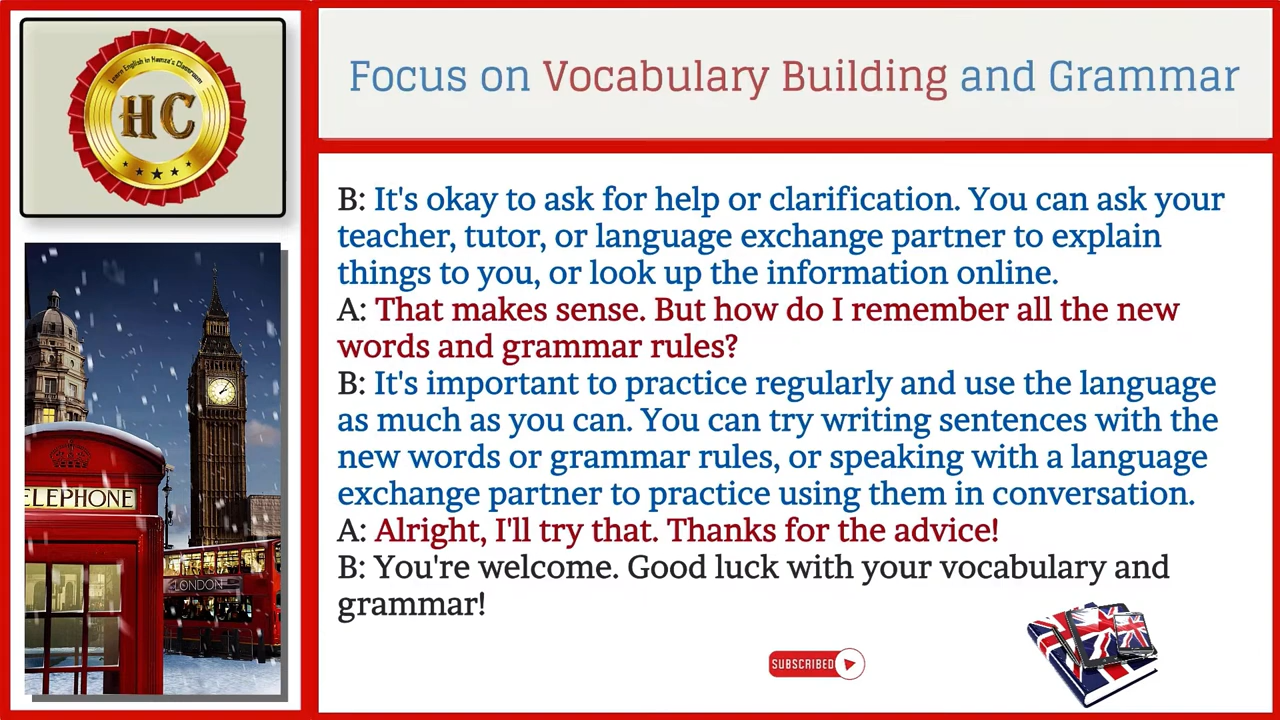 Learn English in Hamza's Classroom
HC
Focus on Vocabulary Building and Grammar
B: It's okay to ask for help or clarification. You can ask your
teacher, tutor, or language exchange partner to explain
things to you, or look up the information online.
A: That makes sense. But how do I remember all the new
words and grammar rules?
B: It's important to practice regularly and use the language
as much as you can. You can try writing sentences with the
new words or grammar rules, or speaking with a language
exchange partner to practice using them in conversation.
A: Alright, I'll try that. Thanks for the advice!
B: You're welcome. Good luck with your vocabulary and
grammar!
ELEPHONE
LONDON
SUBSCRIBED